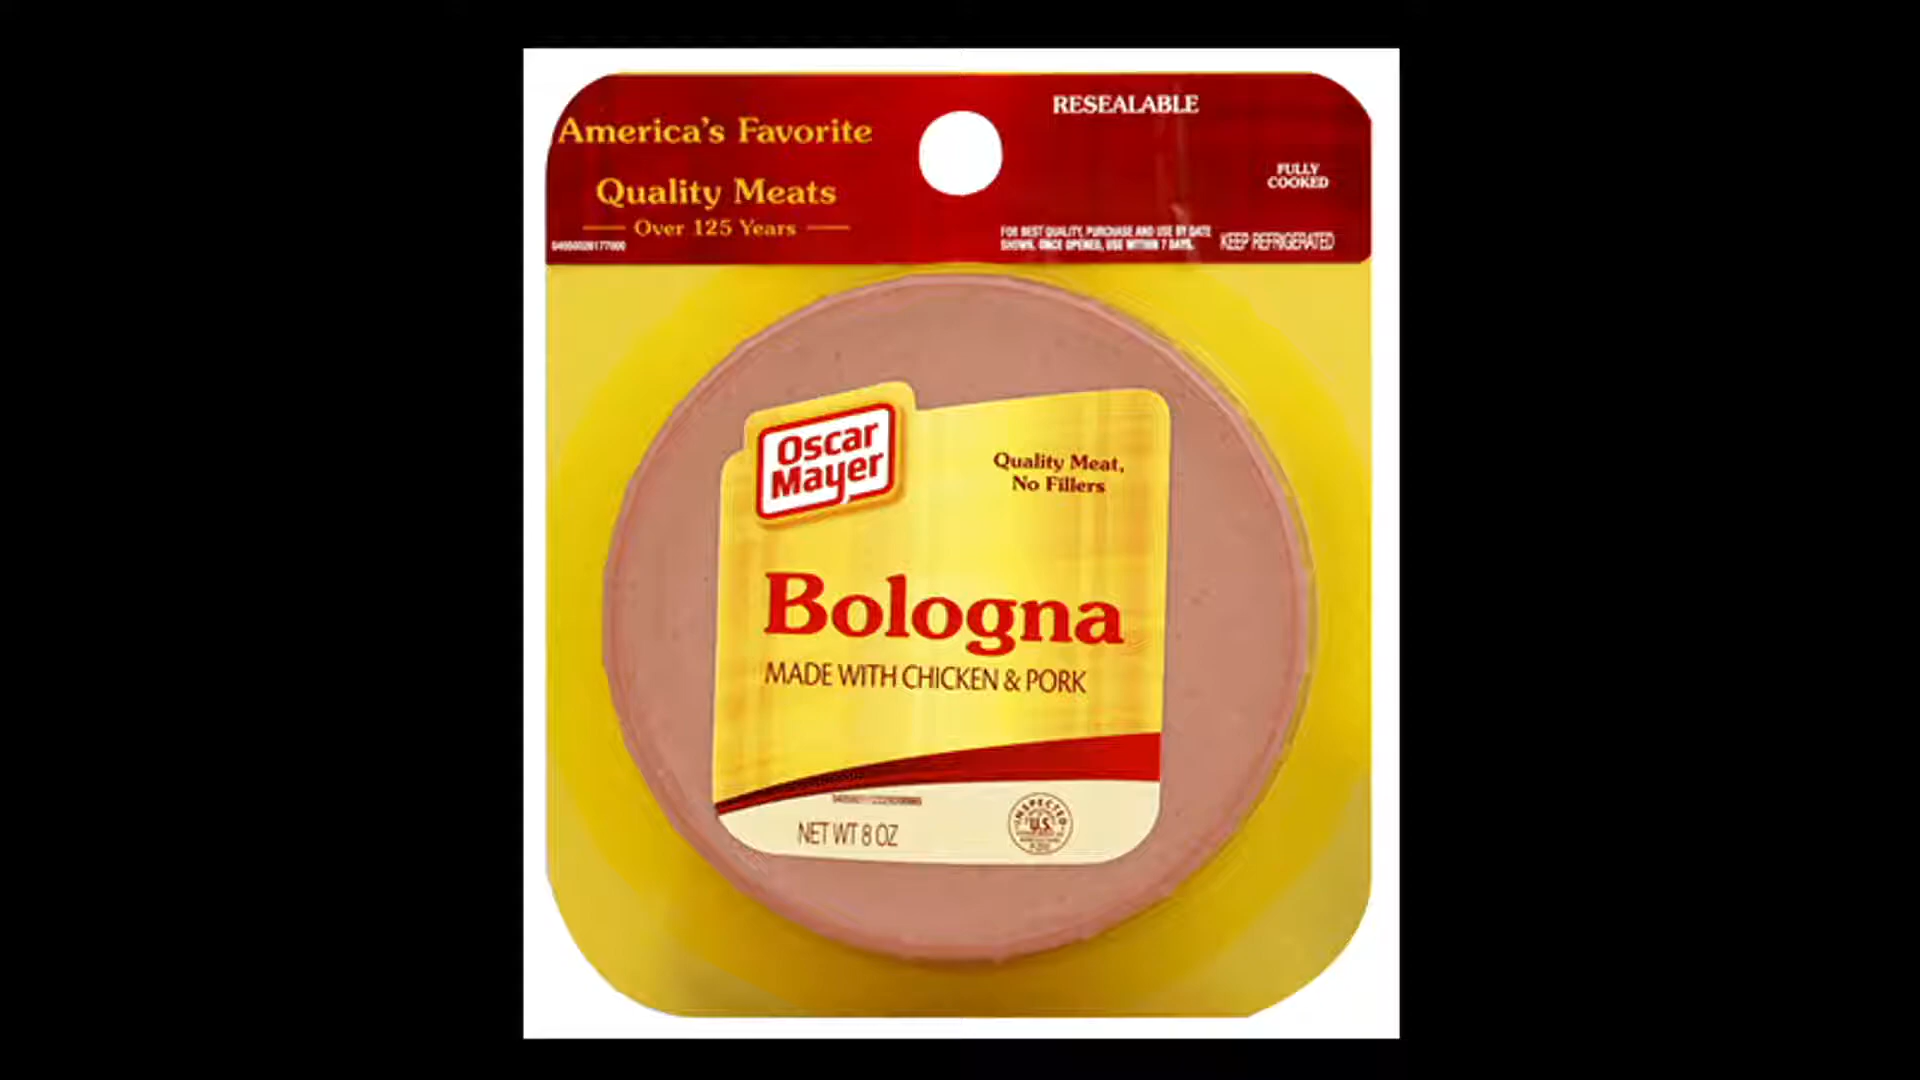 America's Favorite
Quality Meats
Over 125 Years
RESEALABLE
FULLY
COOKED
FOR BEST QUALITY, PURCHASE AND USE BY DATE
SHOWN. ONCE OPENED, USE WITHIN 7 DAYS.
KEEP REFRIGERATED
Oscar
Mayer
Quality Meat,
No Fillers
Bologna
MADE WITH CHICKEN & PORK
NET WT 8 OZ
INSPECTED
U.S.